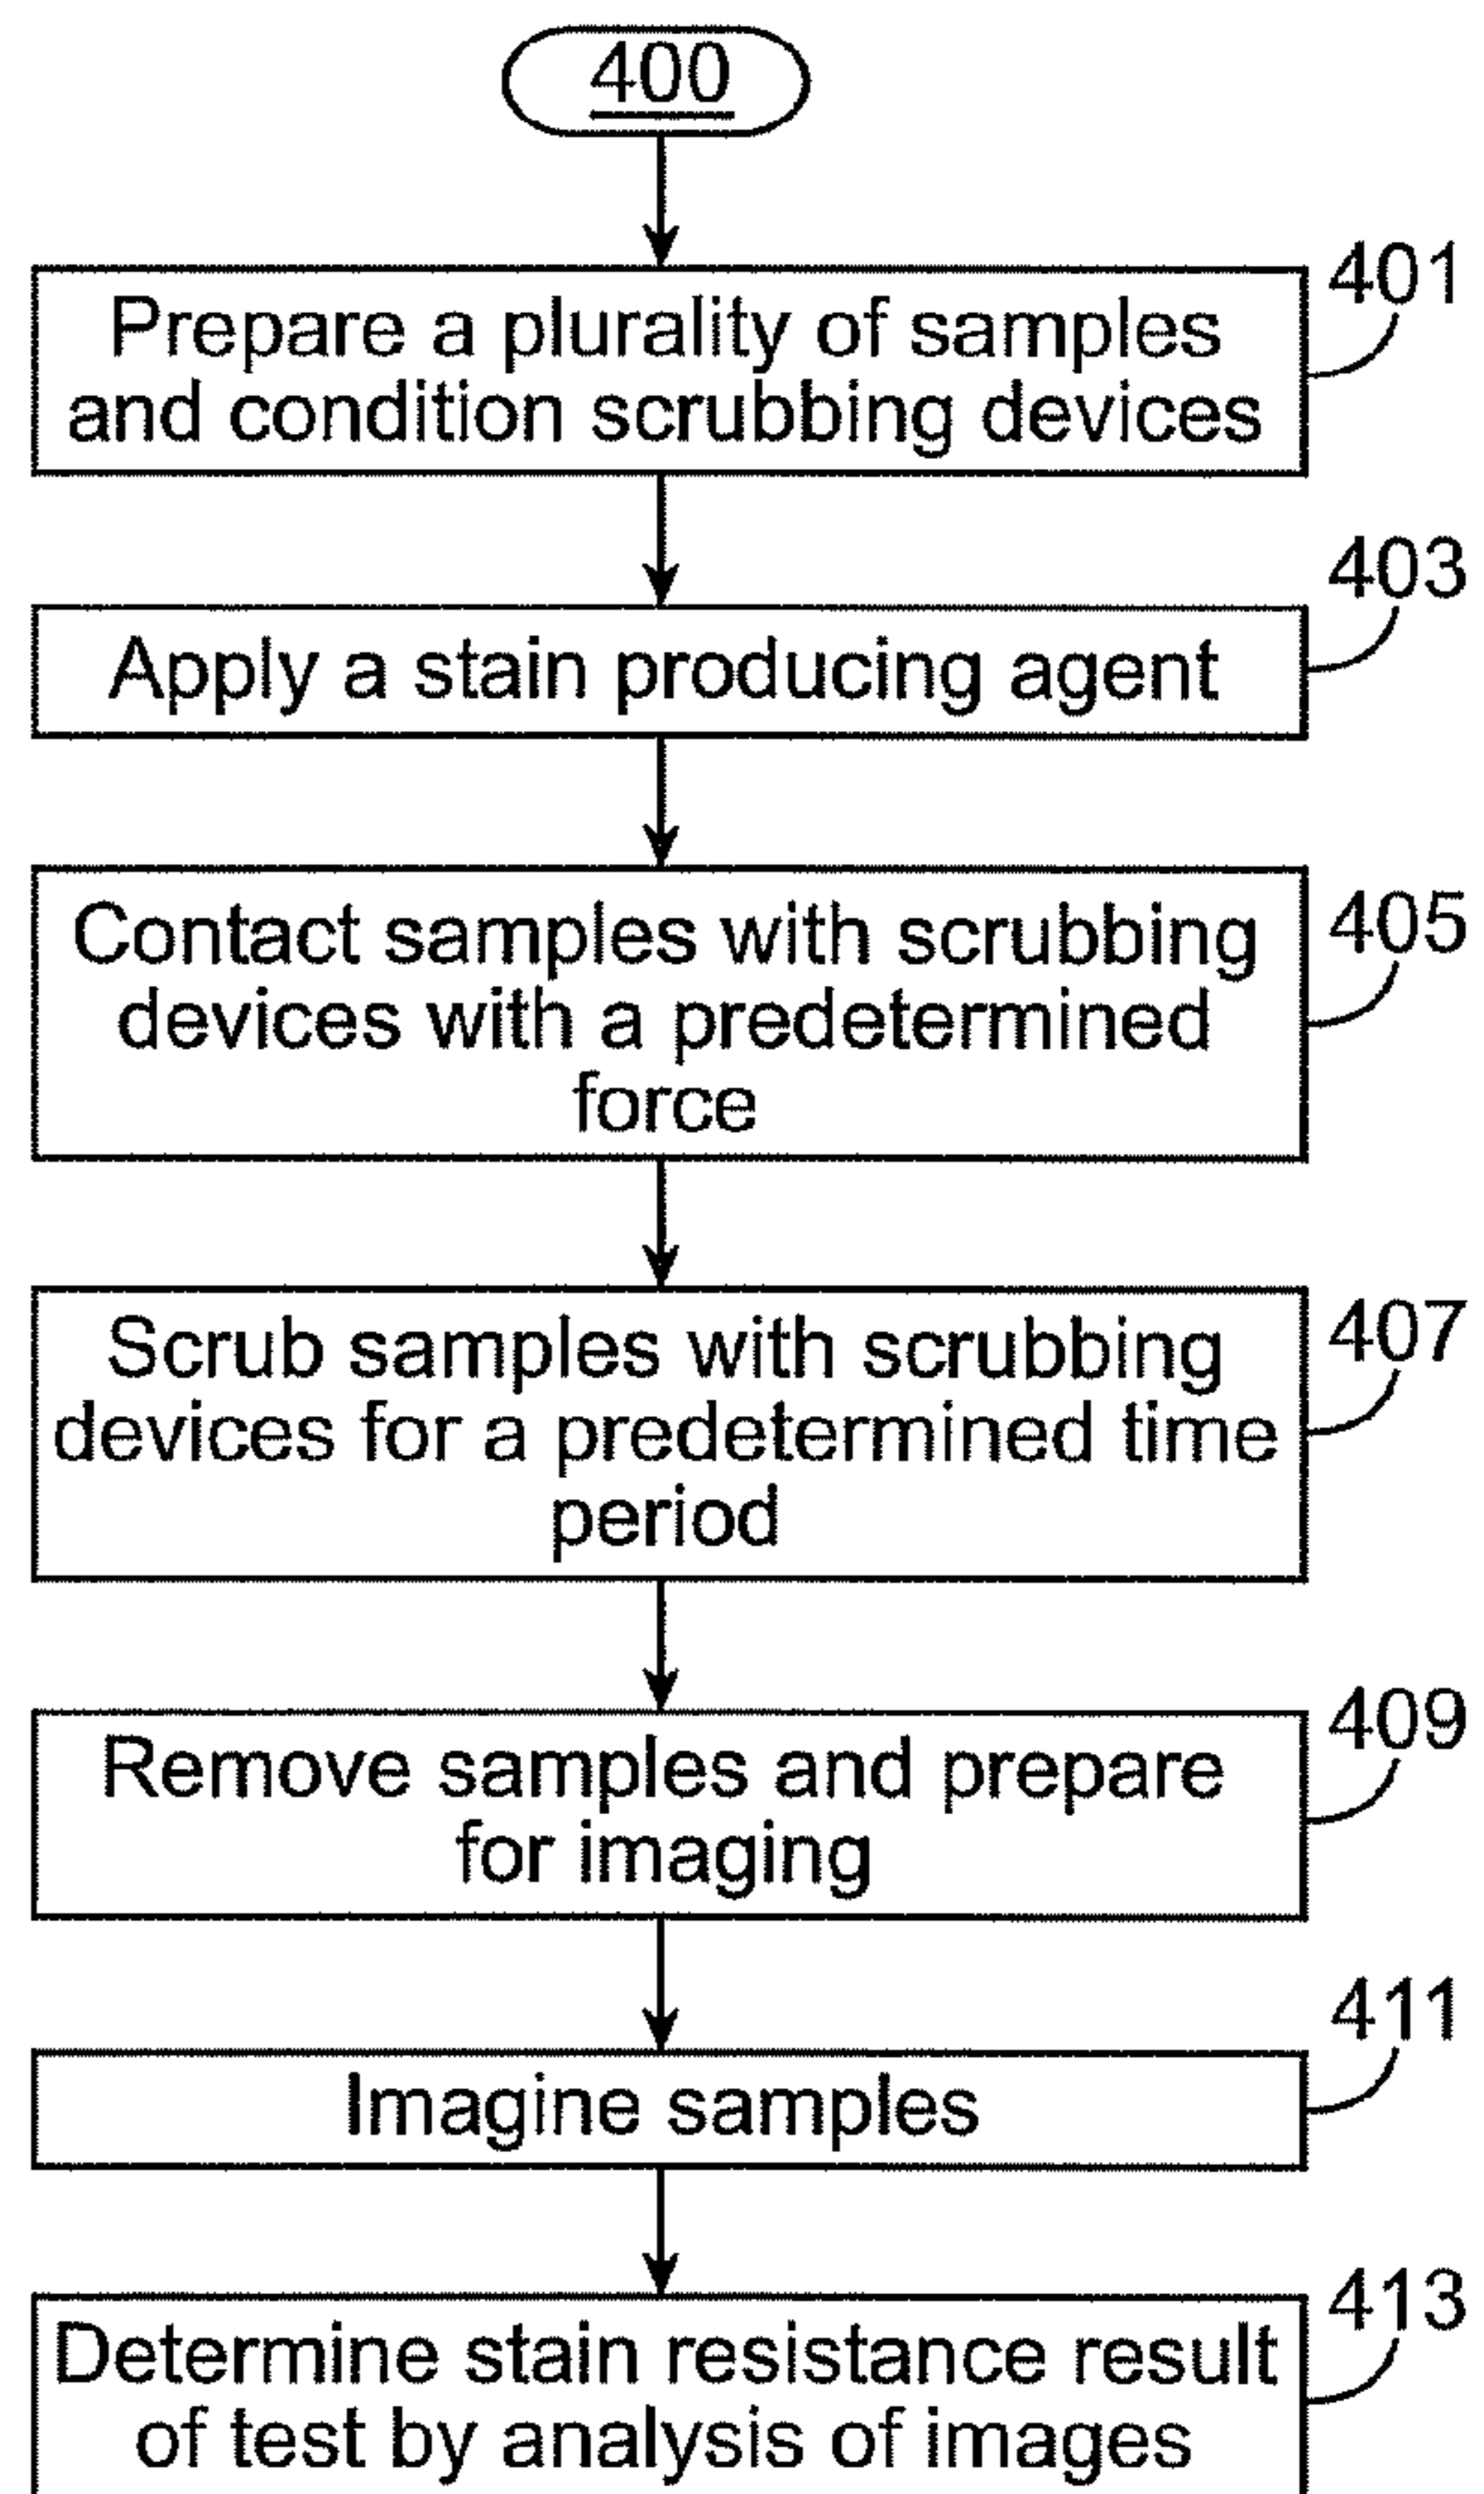 400
401
Prepare a plurality of samples
and condition scrubbing devices
403
Apply a stain producing agent
405
Contact samples with scrubbing
devices with a predetermined
force
407
Scrub samples with scrubbing
devices for a predetermined time
period
409
Remove samples and prepare
for imaging
411
Imagine samples
413
Determine stain resistance result
of test by analysis of images